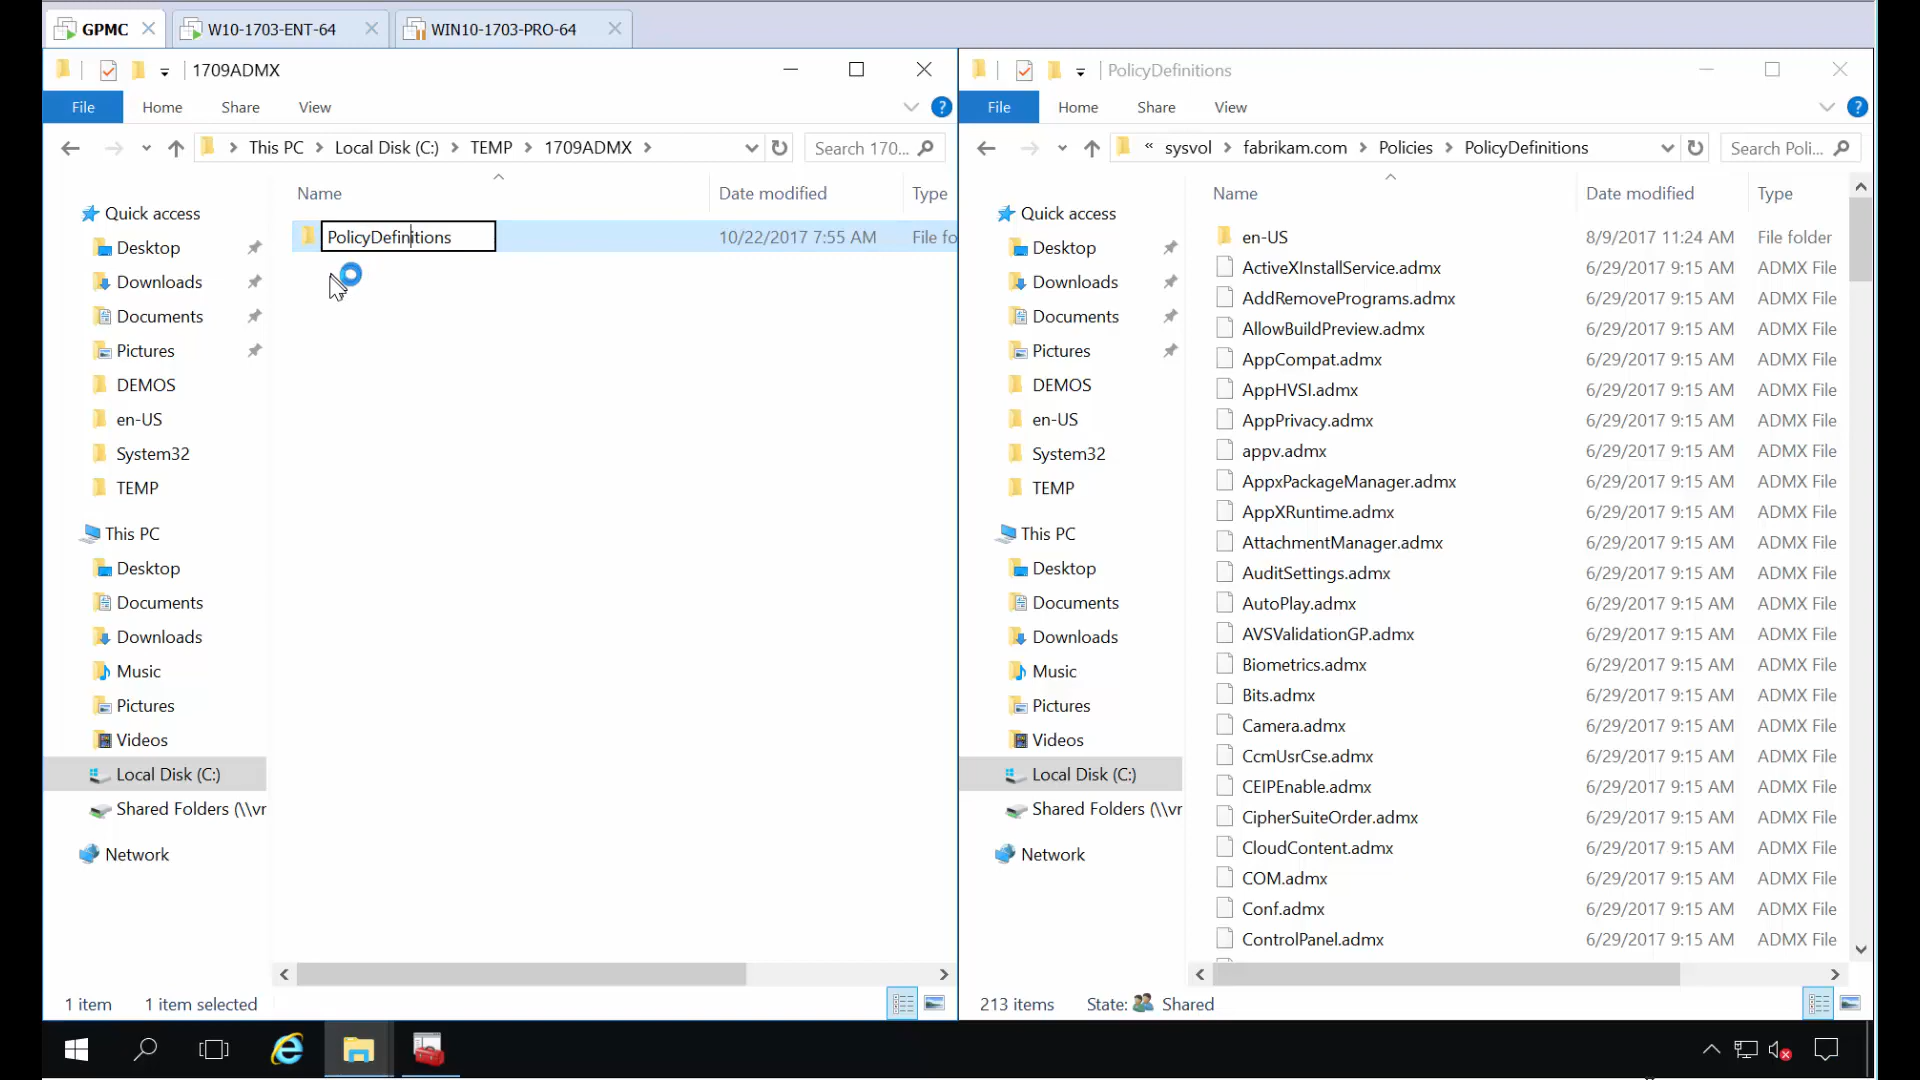 GPMC
W10-1703-ENT-64
WIN10-1703-PRO-64
1709ADMX
File Home Share View
This PC Local Disk (C:) TEMP 1709ADMX
Search 170...
Name Date modified Type
Quick access
Desktop
Downloads
Documents
Pictures
DEMOS
en-US
System32
TEMP
This PC
Desktop
Documents
Downloads
Music
Pictures
Videos
Local Disk (C:)
Shared Folders (\\vr
Network
PolicyDefinitions 10/22/2017 7:55 AM File fo
1 item 1 item selected
PolicyDefinitions
File Home Share View
« sysvol fabrikam.com Policies PolicyDefinitions
Search Poli...
Name Date modified Type
Quick access
Desktop
Downloads
Documents
Pictures
DEMOS
en-US
System32
TEMP
This PC
Desktop
Documents
Downloads
Music
Pictures
Videos
Local Disk (C:)
Shared Folders (\\vr
Network
en-US 8/9/2017 11:24 AM File folder
ActiveXInstallService.admx 6/29/2017 9:15 AM ADMX File
AddRemovePrograms.admx 6/29/2017 9:15 AM ADMX File
AllowBuildPreview.admx 6/29/2017 9:15 AM ADMX File
AppCompat.admx 6/29/2017 9:15 AM ADMX File
AppHVSI.admx 6/29/2017 9:15 AM ADMX File
AppPrivacy.admx 6/29/2017 9:15 AM ADMX File
appv.admx 6/29/2017 9:15 AM ADMX File
AppxPackageManager.admx 6/29/2017 9:15 AM ADMX File
AppXRuntime.admx 6/29/2017 9:15 AM ADMX File
AttachmentManager.admx 6/29/2017 9:15 AM ADMX File
AuditSettings.admx 6/29/2017 9:15 AM ADMX File
AutoPlay.admx 6/29/2017 9:15 AM ADMX File
AVSValidationGP.admx 6/29/2017 9:15 AM ADMX File
Biometrics.admx 6/29/2017 9:15 AM ADMX File
Bits.admx 6/29/2017 9:15 AM ADMX File
Camera.admx 6/29/2017 9:15 AM ADMX File
CcmUsrCse.admx 6/29/2017 9:15 AM ADMX File
CEIPEnable.admx 6/29/2017 9:15 AM ADMX File
CipherSuiteOrder.admx 6/29/2017 9:15 AM ADMX File
CloudContent.admx 6/29/2017 9:15 AM ADMX File
COM.admx 6/29/2017 9:15 AM ADMX File
Conf.admx 6/29/2017 9:15 AM ADMX File
ControlPanel.admx 6/29/2017 9:15 AM ADMX File
213 items State: Shared